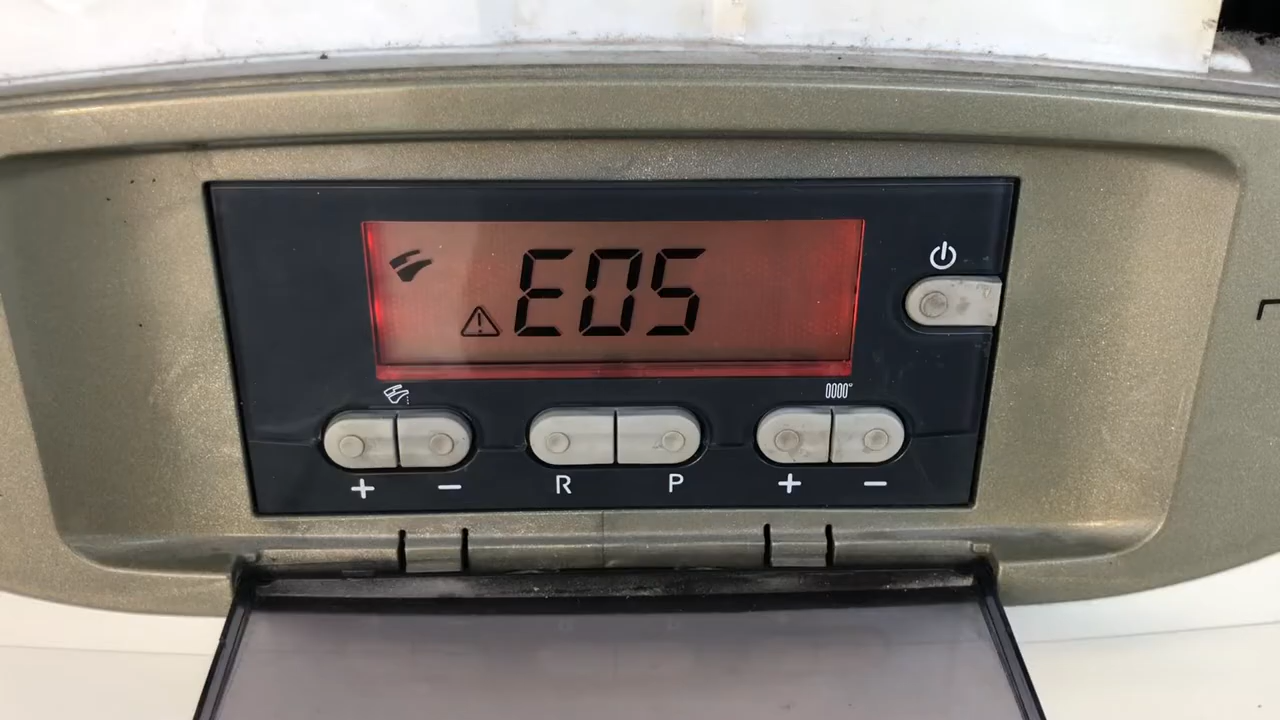 E05
+ − R P + −